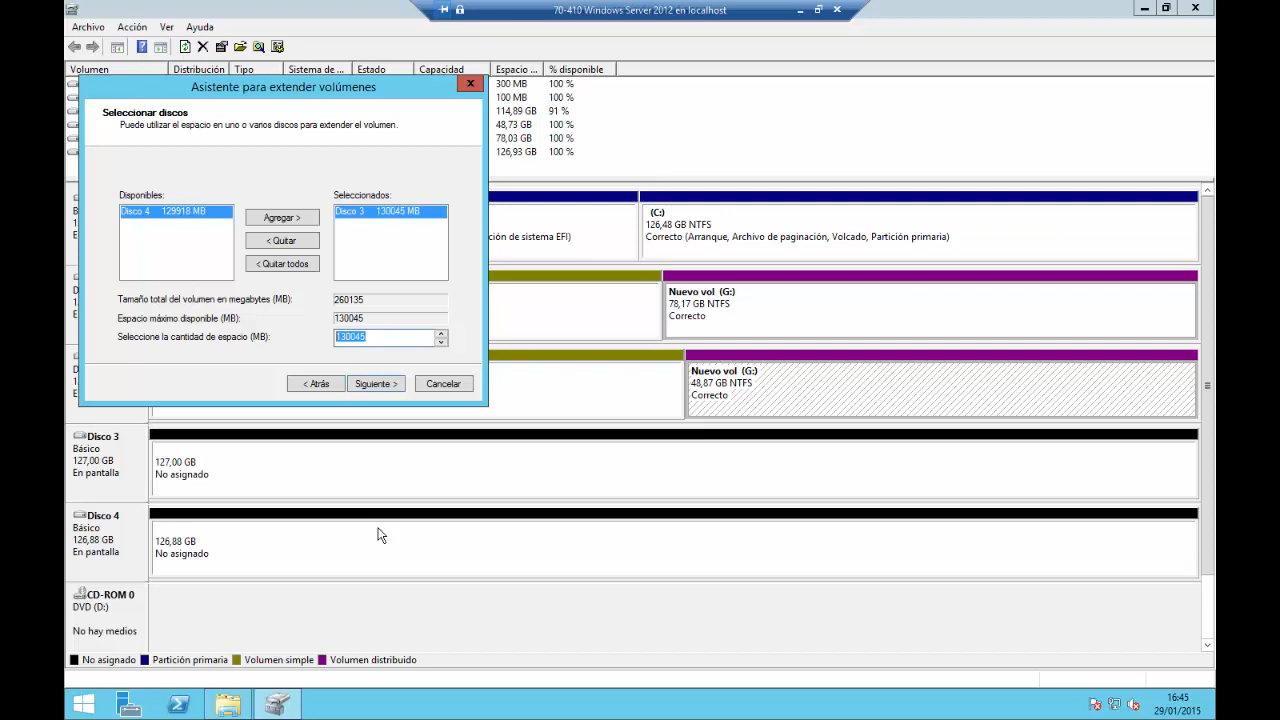 70-410 Windows Server 2012 en localhost
Archivo Acción Ver Ayuda
Volumen Distribución Tipo Sistema de ... Estado Capacidad Espacio ... % disponible
300 MB 100 %
100 MB 100 %
114,89 GB 91 %
48,73 GB 100 %
78,03 GB 100 %
126,93 GB 100 %
Asistente para extender volúmenes
Seleccionar discos
Puede utilizar el espacio en uno o varios discos para extender el volumen.
Disponibles: Seleccionados:
Disco 4 129918 MB
Disco 3 130045 MB
Agregar >
< Quitar
< Quitar todos
Tamaño total del volumen en megabytes (MB): 260135
Espacio máximo disponible (MB): 130045
Seleccione la cantidad de espacio (MB): 130045
< Atrás Siguiente > Cancelar
ción de sistema EFI)
(C:)
126,48 GB NTFS
Correcto (Arranque, Archivo de paginación, Volcado, Partición primaria)
Nuevo vol (G:)
78,17 GB NTFS
Correcto
Nuevo vol (G:)
48,87 GB NTFS
Correcto
Disco 3
Básico
127,00 GB
En pantalla
127,00 GB
No asignado
Disco 4
Básico
126,88 GB
En pantalla
126,88 GB
No asignado
CD-ROM 0
DVD (D:)
No hay medios
No asignado Partición primaria Volumen simple Volumen distribuido
16:45
29/01/2015